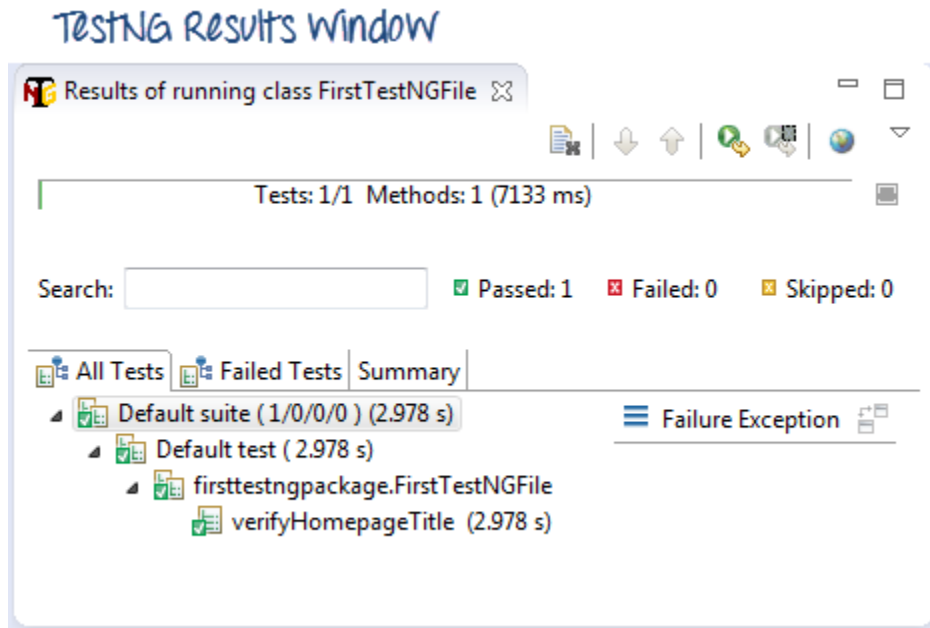 TestNG Results Window
Results of running class FirstTestNGFile
Tests: 1/1 Methods: 1 (7133 ms)
Search: Passed: 1 Failed: 0 Skipped: 0
All Tests Failed Tests Summary
Default suite ( 1/0/0/0 ) (2.978 s) Failure Exception
Default test ( 2.978 s)
firsttestngpackage.FirstTestNGFile
verifyHomepageTitle (2.978 s)